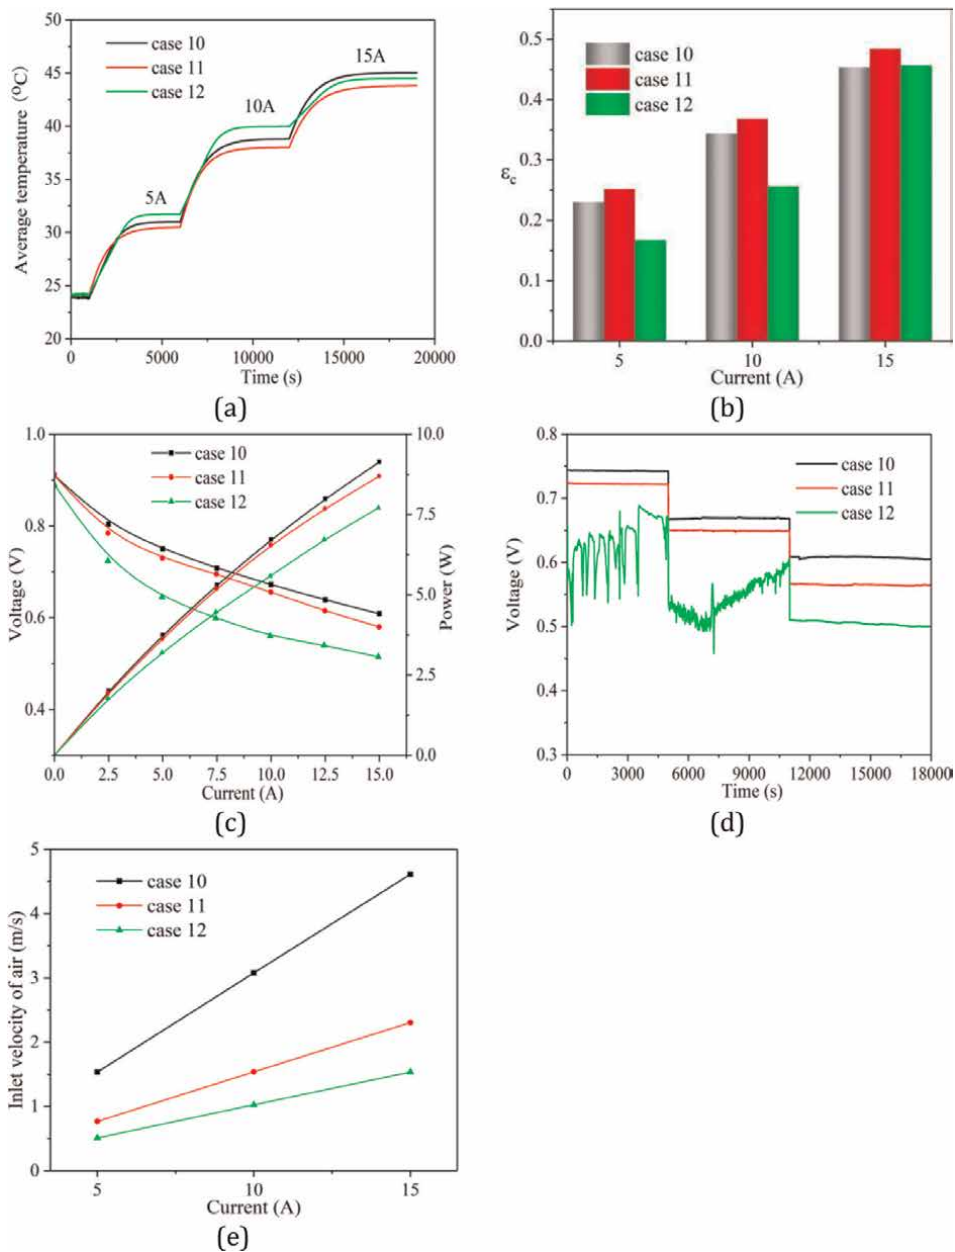 50
45
40
35
30
25
20
Average temperature (°C)
case 10
case 11
case 12
5A
10A
15A
0
5000
10000
15000
20000
Time (s)
(a)
0.5
0.4
0.3
0.2
0.1
0.0
εc
case 10
case 11
case 12
5
10
15
Current (A)
(b)
1.0
0.8
0.6
0.4
Voltage (V)
case 10
case 11
case 12
10.0
7.5
5.0
2.5
0.0
Power (W)
0.0
2.5
5.0
7.5
10.0
12.5
15.0
Current (A)
(c)
0.8
0.7
0.6
0.5
0.4
0.3
Voltage (V)
case 10
case 11
case 12
0
3000
6000
9000
12000
15000
18000
Time (s)
(d)
5
4
3
2
1
0
Inlet velocity of air (m/s)
case 10
case 11
case 12
5
10
15
Current (A)
(e)